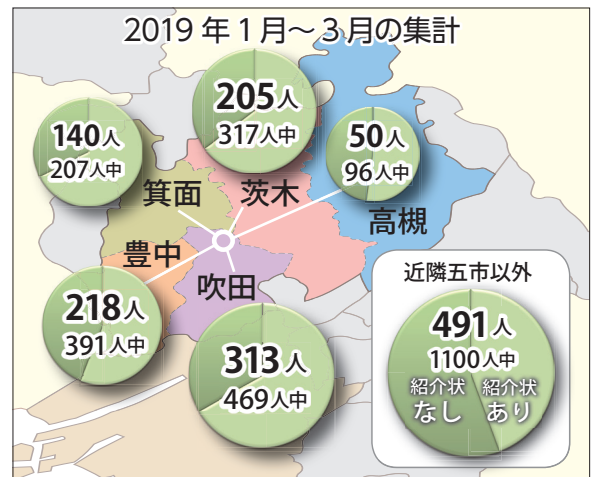 2019年1月～3月の集計
205人
317人中
140人
207人中
50人
96人中
箕面
茨木
高槻
豊中
吹田
218人
391人中
313人
469人中
近隣五市以外
491人
1100人中
紹介状
なし
紹介状
あり